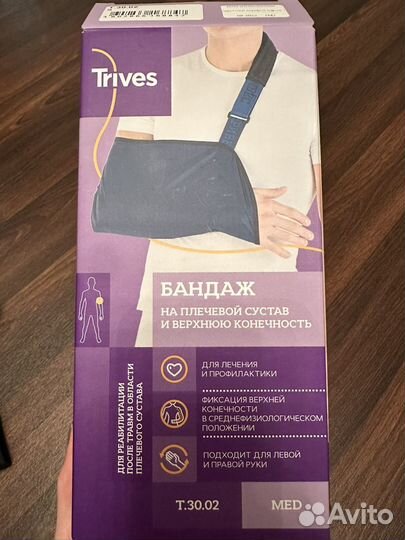 Trives
БАНДАЖ
НА ПЛЕЧЕВОЙ СУСТАВ
И ВЕРХНЮЮ КОНЕЧНОСТЬ
ДЛЯ РЕАБИЛИТАЦИИ
ПОСЛЕ ТРАВМ В ОБЛАСТИ
ПЛЕЧЕВОГО СУСТАВА
ДЛЯ ЛЕЧЕНИЯ
И ПРОФИЛАКТИКИ
ФИКСАЦИЯ ВЕРХНЕЙ
КОНЕЧНОСТИ
В СРЕДНЕФИЗИОЛОГИЧЕСКОМ
ПОЛОЖЕНИИ
ПОДХОДИТ ДЛЯ ЛЕВОЙ
И ПРАВОЙ РУКИ
T.30.02
MED
Avito